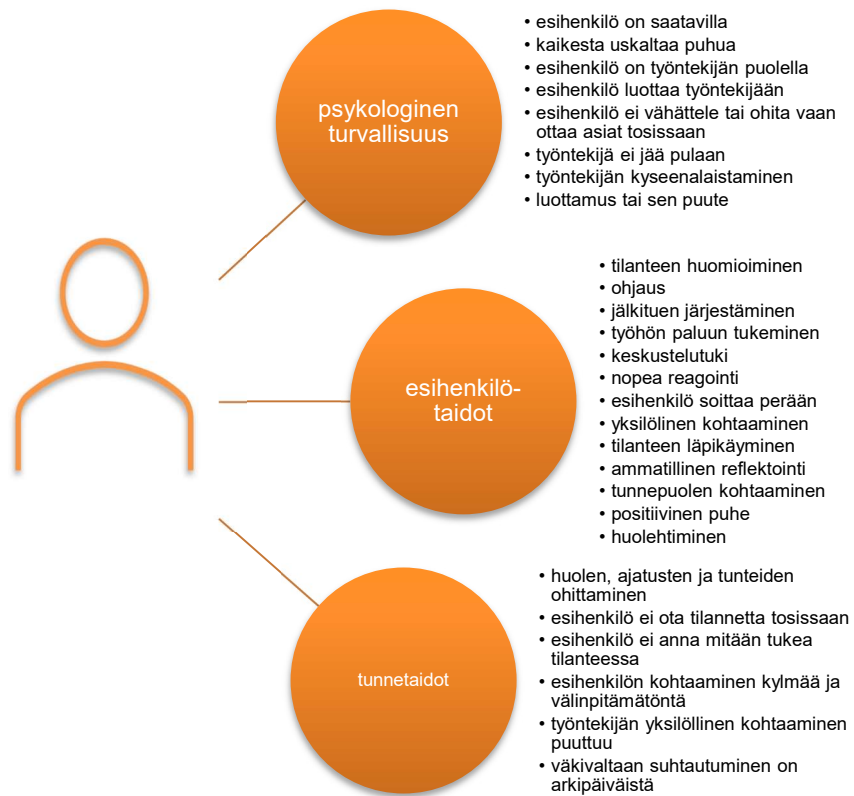 psykologinen
turvallisuus
• esihenkilö on saatavilla
• kaikesta uskaltaa puhua
• esihenkilö on työntekijän puolella
• esihenkilö luottaa työntekijään
• esihenkilö ei vähättele tai ohita vaan
ottaa asiat tosissaan
• työntekijä ei jää pulaan
• työntekijän kyseenalaistaminen
• luottamus tai sen puute
esihenkilö-
taidot
• tilanteen huomioiminen
• ohjaus
• jälkituen järjestäminen
• työhön paluun tukeminen
• keskustelutuki
• nopea reagointi
• esihenkilö soittaa perään
• yksilölinen kohtaaminen
• tilanteen läpikäyminen
• ammatillinen reflektointi
• tunnepuolen kohtaaminen
• positiivinen puhe
• huolehtiminen
tunnetaidot
• huolen, ajatusten ja tunteiden
ohittaminen
• esihenkilö ei ota tilannetta tosissaan
• esihenkilö ei anna mitään tukea
tilanteessa
• esihenkilön kohtaaminen kylmää ja
välinpitämätöntä
• työntekijän yksilöllinen kohtaaminen
puuttuu
• väkivaltaan suhtautuminen on
arkipäiväistä